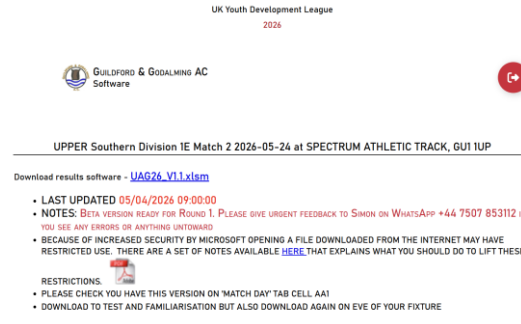 UK Youth Development League
2026
Guildford & Godalming AC
Software
UPPER Southern Division 1E Match 2 2026-05-24 at SPECTRUM ATHLETIC TRACK, GU1 1UP
Download results software - UAG26_V1.1.xlsm
• LAST UPDATED 05/04/2026 09:00:00
• NOTES: Beta version ready for Round 1. Please give urgent feedback to Simon on WhatsApp +44 7507 853112 i
you see any errors or anything untoward
• BECAUSE OF INCREASED SECURITY BY MICROSOFT OPENING A FILE DOWNLOADED FROM THE INTERNET MAY HAVE
RESTRICTED USE. THERE ARE A SET OF NOTES AVAILABLE HERE THAT EXPLAINS WHAT YOU SHOULD DO TO LIFT THESE
RESTRICTIONS.
• PLEASE CHECK YOU HAVE THIS VERSION ON 'MATCH DAY' TAB CELL AA1
• DOWNLOAD TO TEST AND FAMILIARISATION BUT ALSO DOWNLOAD AGAIN ON EVE OF YOUR FIXTURE